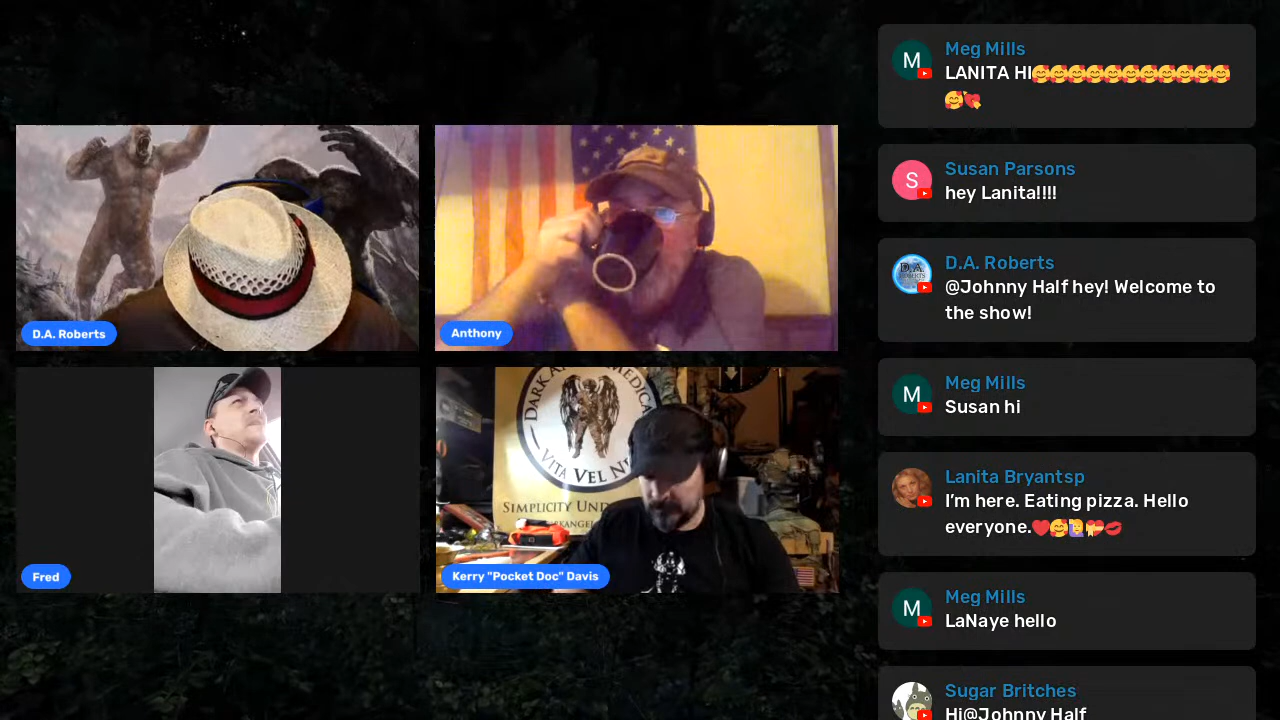 D.A. Roberts
Anthony
DARK
MEDICA
VITA VEL
SIMPLICITY
Fred
Kerry "Pocket Doc" Davis
M
Meg Mills
LANITA HI🥰🥰🥰🥰🥰🥰🥰🥰🥰🥰🥰
🥰💘
S
Susan Parsons
hey Lanita!!!!
D.A. Roberts
@Johnny Half hey! Welcome to
the show!
M
Meg Mills
Susan hi
Lanita Bryantsp
I'm here. Eating pizza. Hello
everyone.❤️🥰🙋‍♀️💝💋
M
Meg Mills
LaNaye hello
Sugar Britches
Hi@Johnny Half